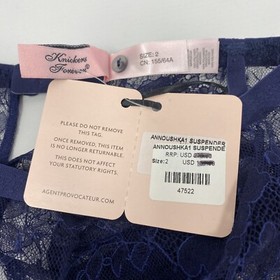 Knickers
Forever
SIZE: 2
CN: 155/64A
PLEASE DO NOT REMOVE
THIS TAG.
ONCE REMOVED, THIS ITEM
IS NO LONGER RETURNABLE.
THIS DOES NOT AFFECT
YOUR STATUTORY RIGHTS.
AGENTPROVOCATEUR.COM
ANNOUSHKA1 SUSPENDER
ANNOUSHKA1 SUSPENDE
RRP: USD
Size: 2 USD
47522